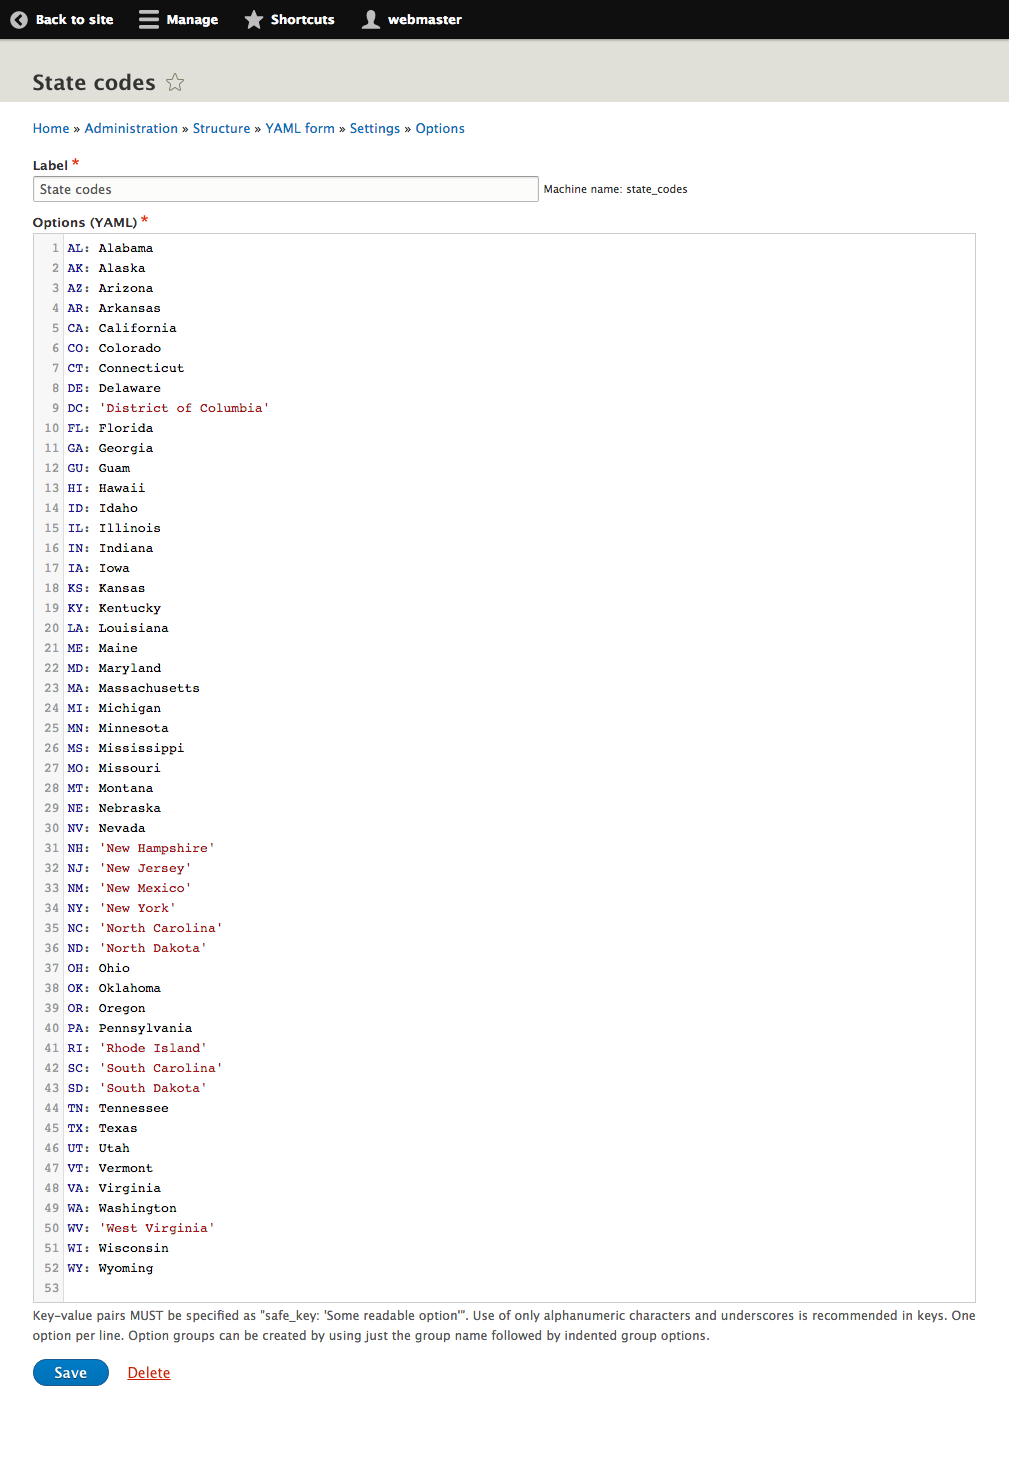 Back to site Manage Shortcuts webmaster
State codes
Home » Administration » Structure » YAML form » Settings » Options
Label *
State codes Machine name: state_codes
Options (YAML) *
1 AL: Alabama
2 AK: Alaska
3 AZ: Arizona
4 AR: Arkansas
5 CA: California
6 CO: Colorado
7 CT: Connecticut
8 DE: Delaware
9 DC: 'District of Columbia'
10 FL: Florida
11 GA: Georgia
12 GU: Guam
13 HI: Hawaii
14 ID: Idaho
15 IL: Illinois
16 IN: Indiana
17 IA: Iowa
18 KS: Kansas
19 KY: Kentucky
20 LA: Louisiana
21 ME: Maine
22 MD: Maryland
23 MA: Massachusetts
24 MI: Michigan
25 MN: Minnesota
26 MS: Mississippi
27 MO: Missouri
28 MT: Montana
29 NE: Nebraska
30 NV: Nevada
31 NH: 'New Hampshire'
32 NJ: 'New Jersey'
33 NM: 'New Mexico'
34 NY: 'New York'
35 NC: 'North Carolina'
36 ND: 'North Dakota'
37 OH: Ohio
38 OK: Oklahoma
39 OR: Oregon
40 PA: Pennsylvania
41 RI: 'Rhode Island'
42 SC: 'South Carolina'
43 SD: 'South Dakota'
44 TN: Tennessee
45 TX: Texas
46 UT: Utah
47 VT: Vermont
48 VA: Virginia
49 WA: Washington
50 WV: 'West Virginia'
51 WI: Wisconsin
52 WY: Wyoming
53
Key-value pairs MUST be specified as "safe_key: 'Some readable option'". Use of only alphanumeric characters and underscores is recommended in keys. One
option per line. Option groups can be created by using just the group name followed by indented group options.
Save Delete